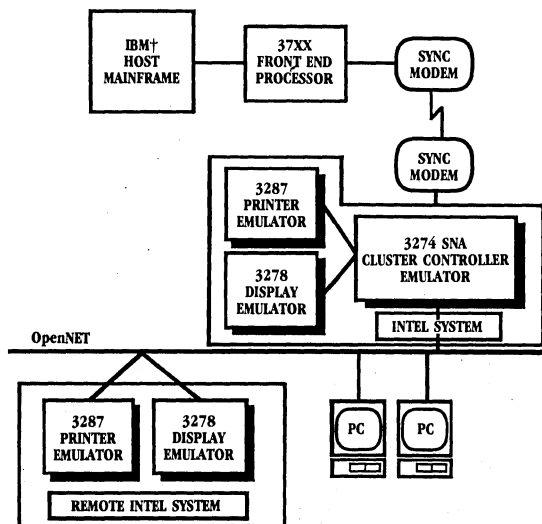 IBM†
HOST
MAINFRAME
37XX
FRONT END
PROCESSOR
SYNC
MODEM
SYNC
MODEM
3287
PRINTER
EMULATOR
3274 SNA
CLUSTER CONTROLLER
EMULATOR
3278
DISPLAY
EMULATOR
INTEL SYSTEM
OpenNET
3287
PRINTER
EMULATOR
3278
DISPLAY
EMULATOR
PC
PC
REMOTE INTEL SYSTEM